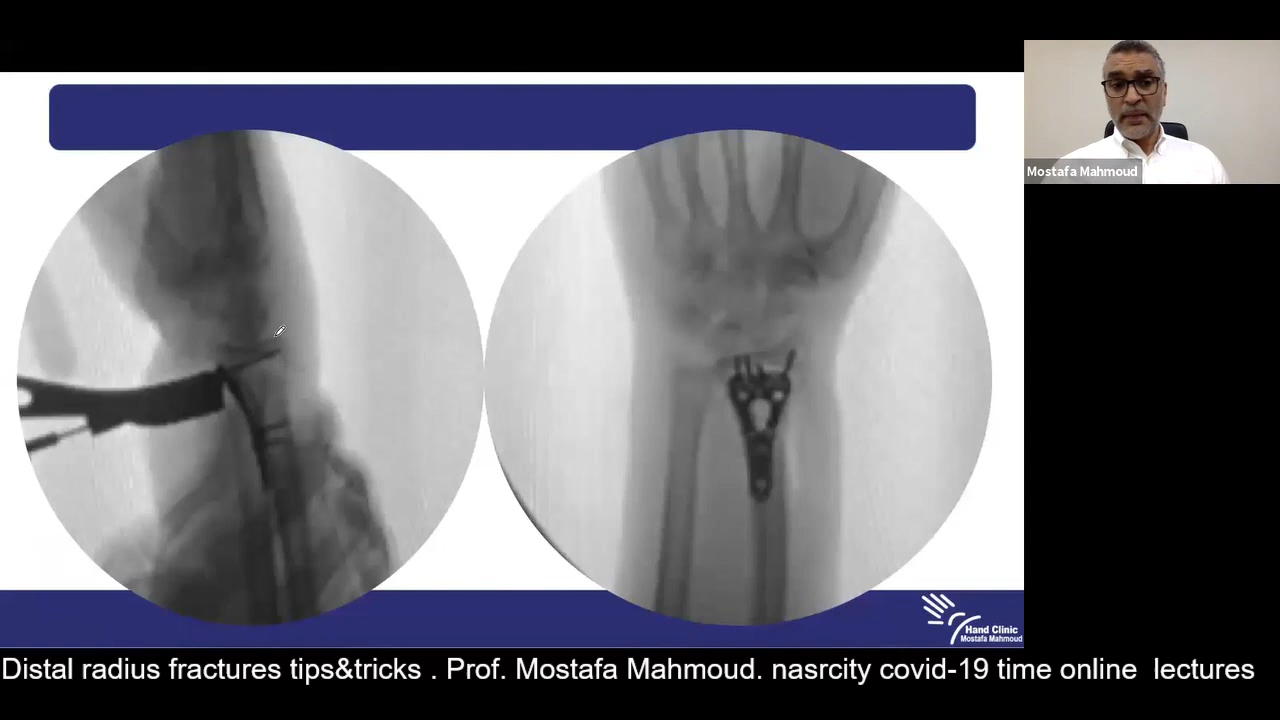 Mostafa Mahmoud
Hand Clinic
Mostafa Mahmoud
Distal radius fractures tips&tricks . Prof. Mostafa Mahmoud. nasrcity covid-19 time online  lectures